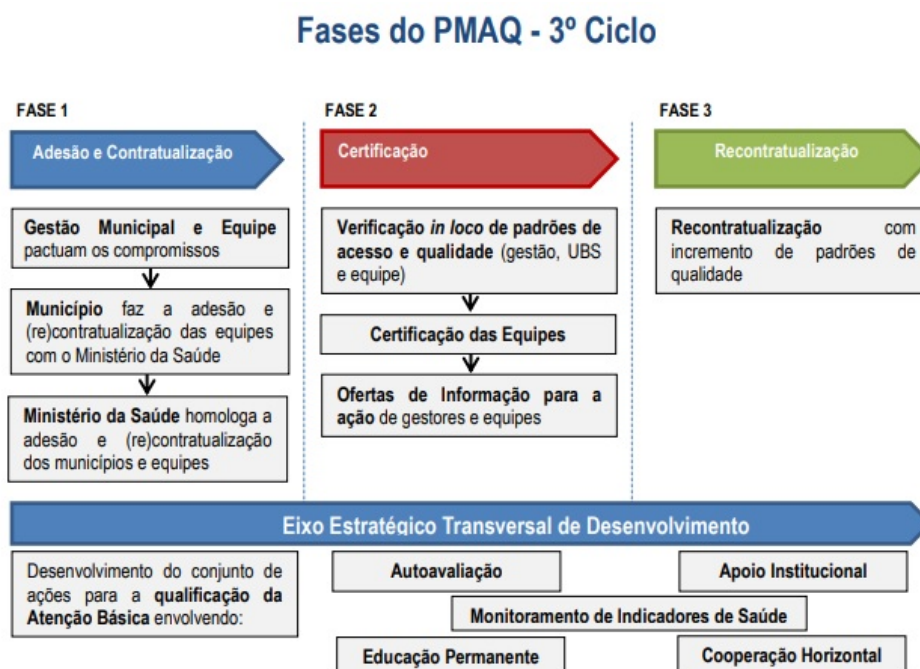 Fases do PMAQ - 3º Ciclo
FASE 1
Adesão e Contratualização
Gestão Municipal e Equipe
pactuam os compromissos
Município faz a adesão e
(re)contratualização das equipes
com o Ministério da Saúde
Ministério da Saúde homologa a
adesão e (re)contratualização
dos municípios e equipes
FASE 2
Certificação
Verificação in loco de padrões de
acesso e qualidade (gestão, UBS
e equipe)
Certificação das Equipes
Ofertas de Informação para a
ação de gestores e equipes
FASE 3
Recontratualização
Recontratualização com
incremento de padrões de
qualidade
Eixo Estratégico Transversal de Desenvolvimento
Desenvolvimento do conjunto de
ações para a qualificação da
Atenção Básica envolvendo:
Autoavaliação
Apoio Institucional
Monitoramento de Indicadores de Saúde
Educação Permanente
Cooperação Horizontal